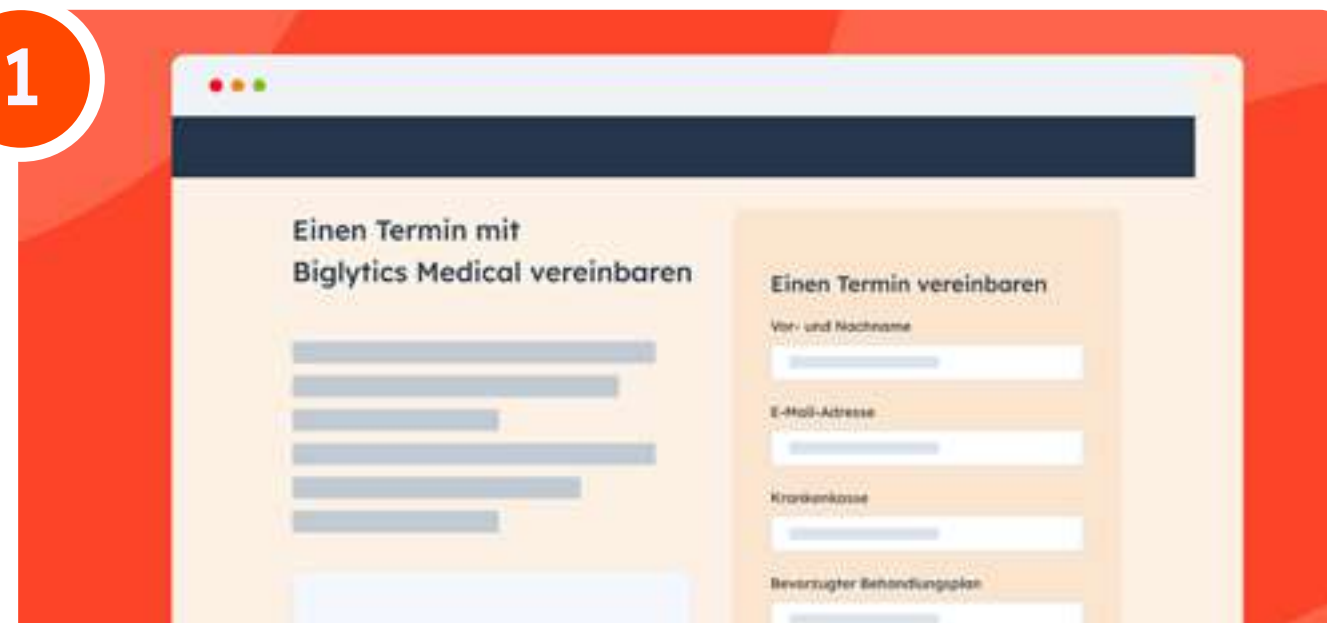 1
Einen Termin mit
Biglytics Medical vereinbaren
Einen Termin vereinbaren
Vor- und Nachname
E-Mail-Adresse
Krankenkasse
Bevorzugter Behandlungsplan